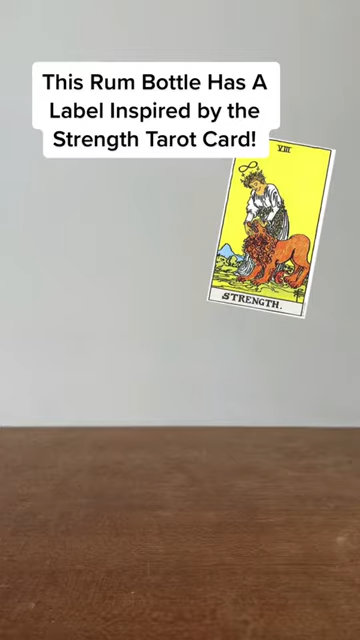 This Rum Bottle Has A
Label Inspired by the
Strength Tarot Card!
VIII
STRENGTH.